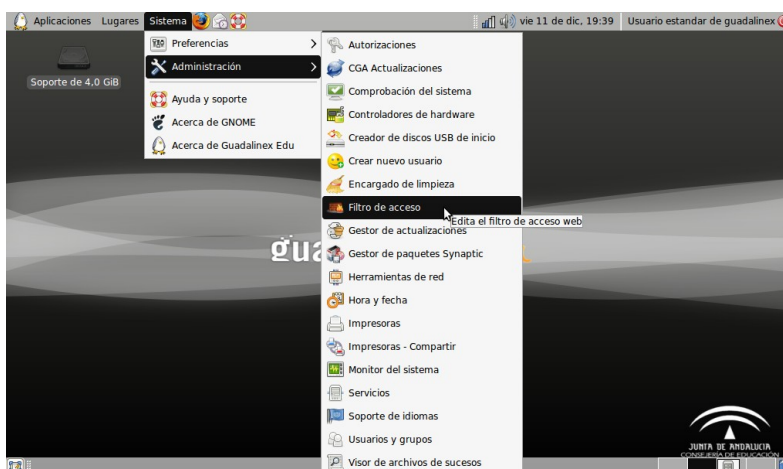 Aplicaciones Lugares Sistema vie 11 de dic, 19:39 Usuario estandar de guadalinex
Soporte de 4.0 GiB
Preferencias
Administración
Ayuda y soporte
Acerca de GNOME
Acerca de Guadalinex Edu
Autorizaciones
CGA Actualizaciones
Comprobación del sistema
Controladores de hardware
Creador de discos USB de inicio
Crear nuevo usuario
Encargado de limpieza
Filtro de acceso
Edita el filtro de acceso web
Gestor de actualizaciones
Gestor de paquetes Synaptic
Herramientas de red
Hora y fecha
Impresoras
Impresoras - Compartir
Monitor del sistema
Servicios
Soporte de idiomas
Usuarios y grupos
Visor de archivos de sucesos
JUNTA DE ANDALUCIA
CONSEJERÍA DE EDUCACIÓN